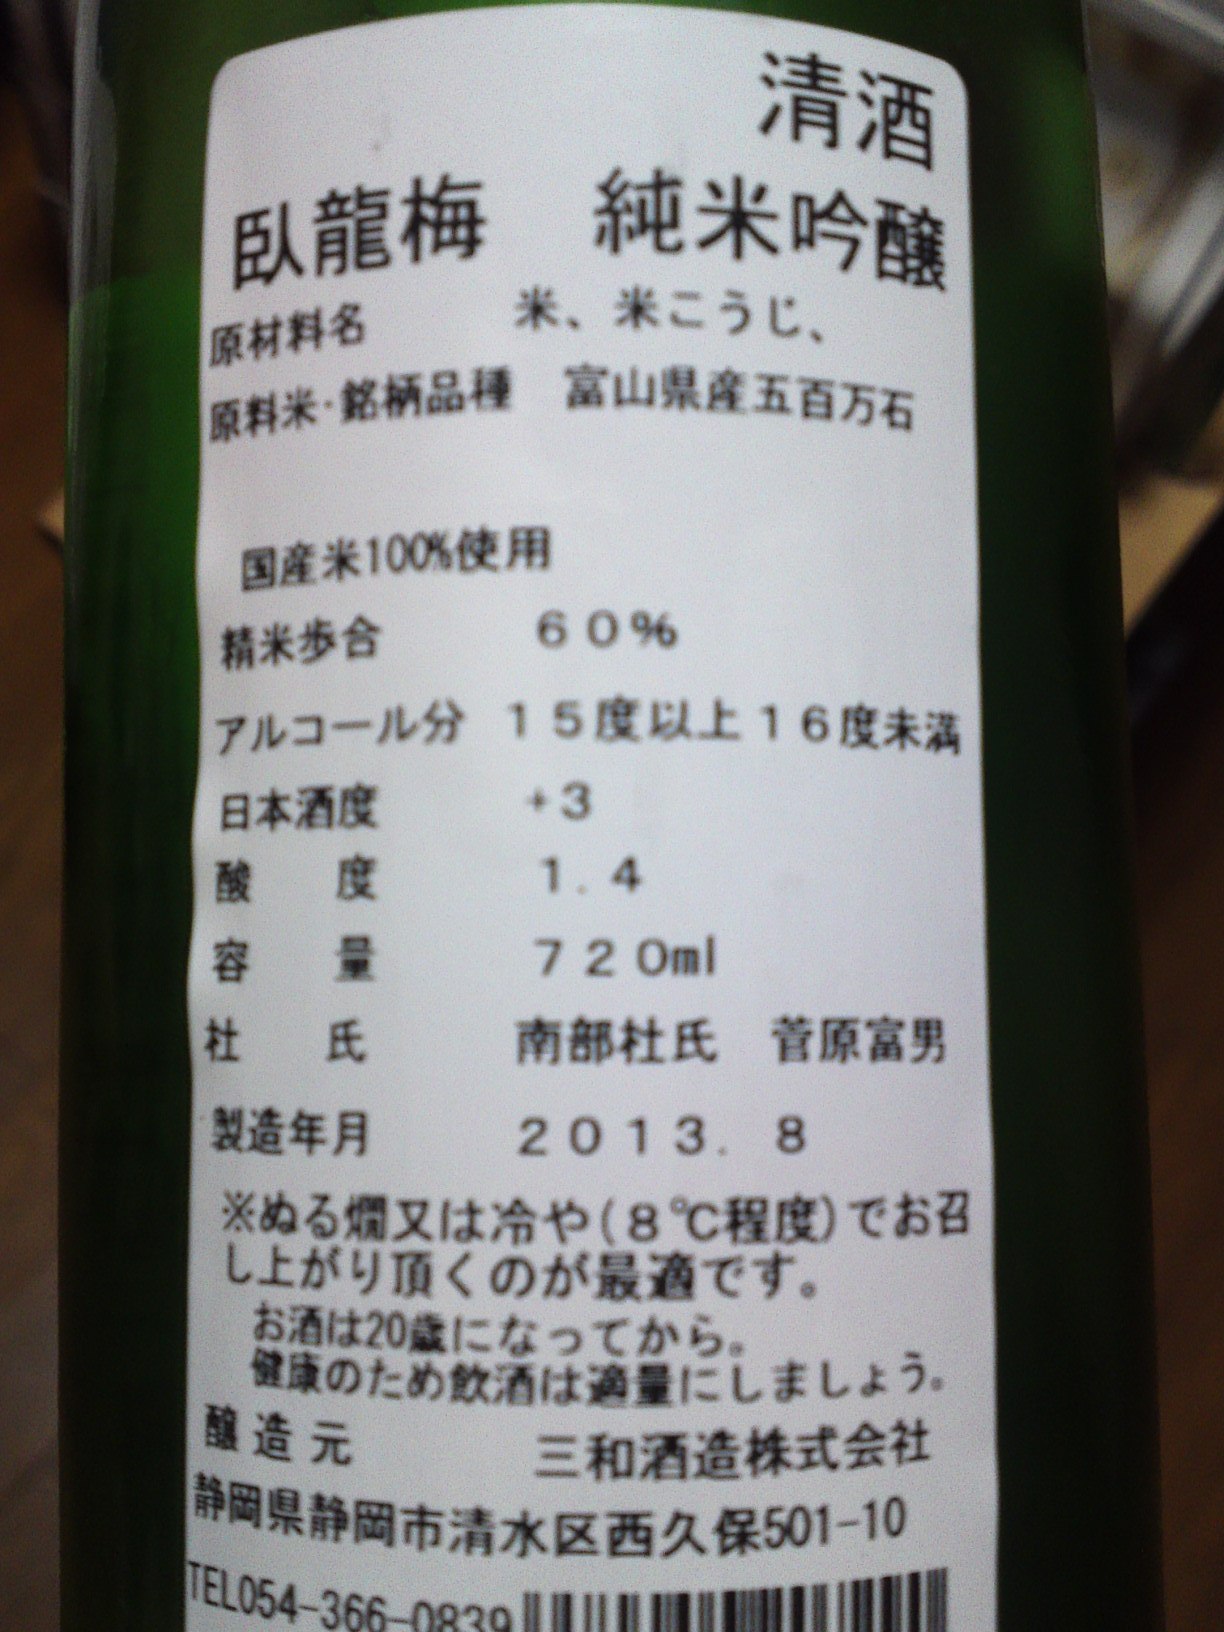 清酒
臥龍梅　純米吟醸
原材料名　米、米こうじ、
原料米・銘柄品種　富山県産五百万石
国産米100%使用
精米歩合　６０%
アルコール分　１５度以上１６度未満
日本酒度　+３
酸　度　１．４
容　量　７２０ml
杜　氏　南部杜氏　菅原富男
製造年月　２０１３．８
※ぬる燗又は冷や(８℃程度)でお召
し上がり頂くのが最適です。
お酒は20歳になってから。
健康のため飲酒は適量にしましょう。
醸造元　三和酒造株式会社
静岡県静岡市清水区西久保501-10
TEL054-366-0839